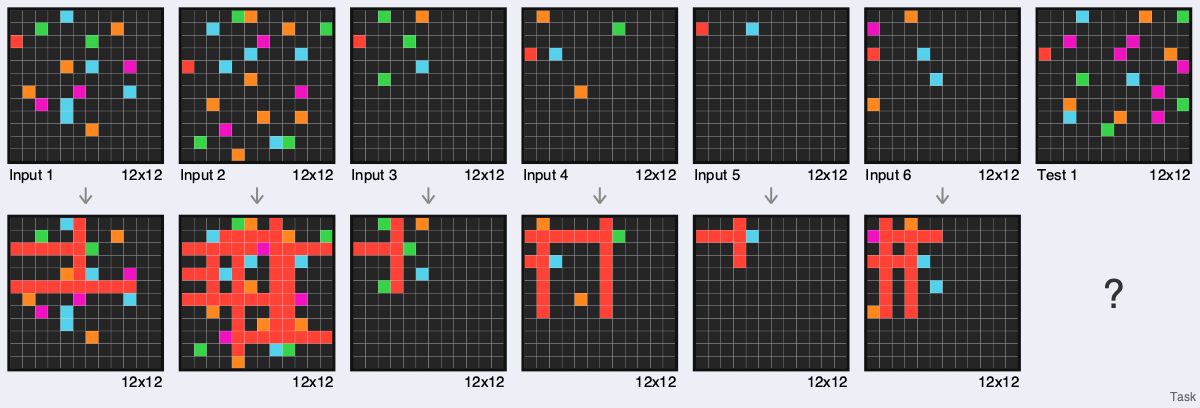 Input 1 12x12
Input 2 12x12
Input 3 12x12
Input 4 12x12
Input 5 12x12
Input 6 12x12
Test 1 12x12
?
12x12
12x12
12x12
12x12
12x12
12x12
Task